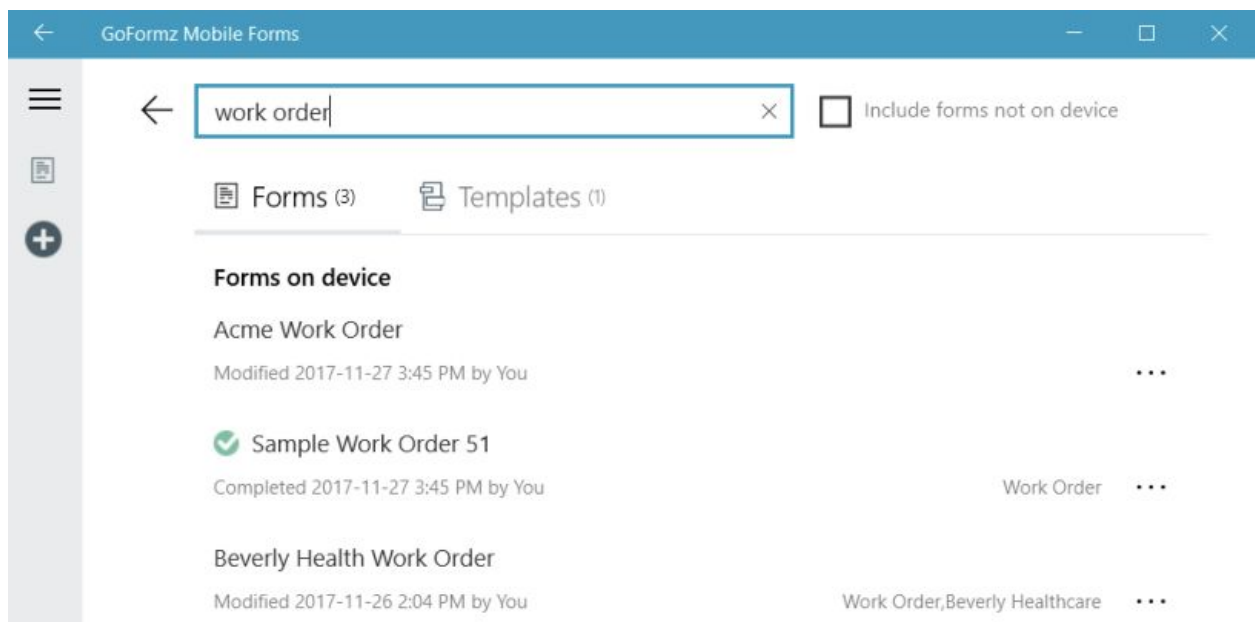 GoFormz Mobile Forms
work order
Include forms not on device
Forms (3)
Templates (1)
Forms on device
Acme Work Order
Modified 2017-11-27 3:45 PM by You
Sample Work Order 51
Completed 2017-11-27 3:45 PM by You
Work Order
Beverly Health Work Order
Modified 2017-11-26 2:04 PM by You
Work Order,Beverly Healthcare